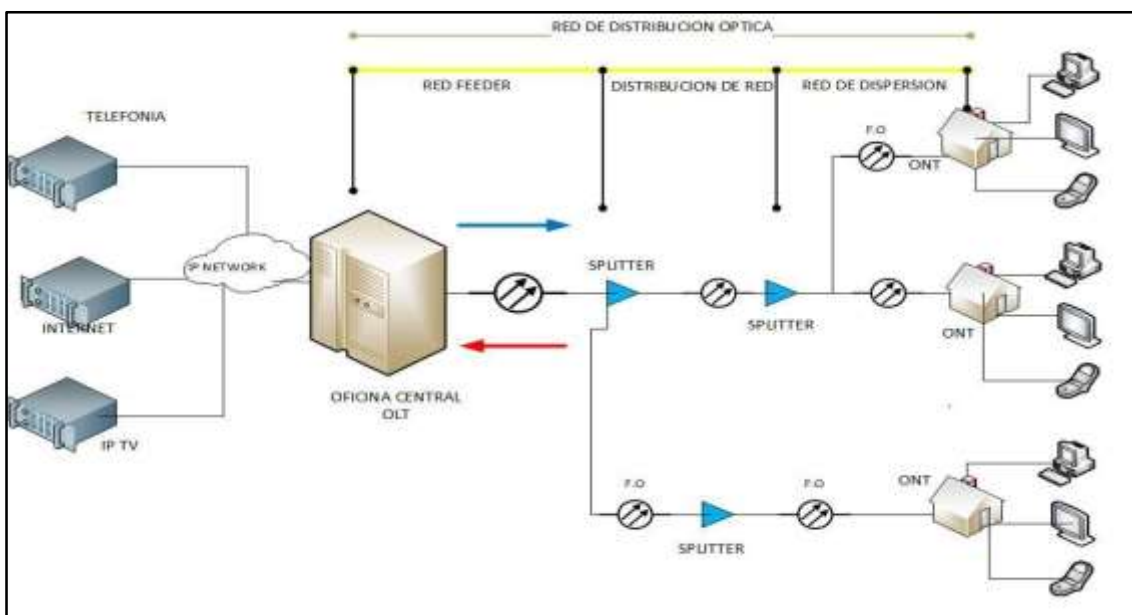 RED DE DISTRIBUCION OPTICA
RED FEEDER
DISTRIBUCION DE RED
RED DE DISPERSION
TELEFONIA
F.O
ONT
IP NETWORK
SPLITTER
INTERNET
SPLITTER
ONT
OFICINA CENTRAL
OLT
IP TV
F.O
F.O
ONT
SPLITTER